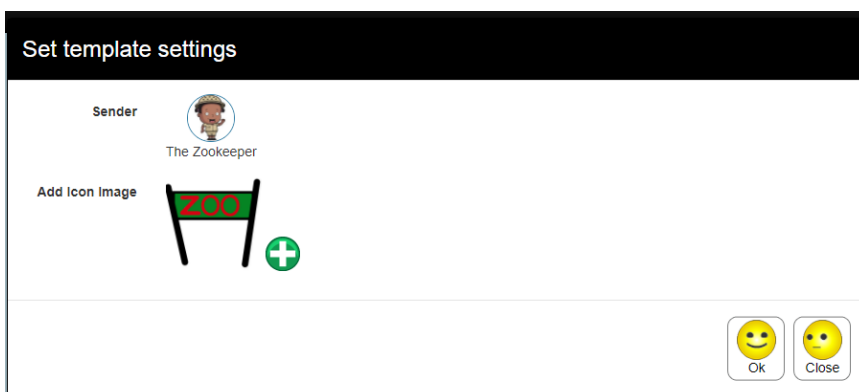 Set template settings
Sender
The Zookeeper
Add Icon Image
ZOO
Ok
Close